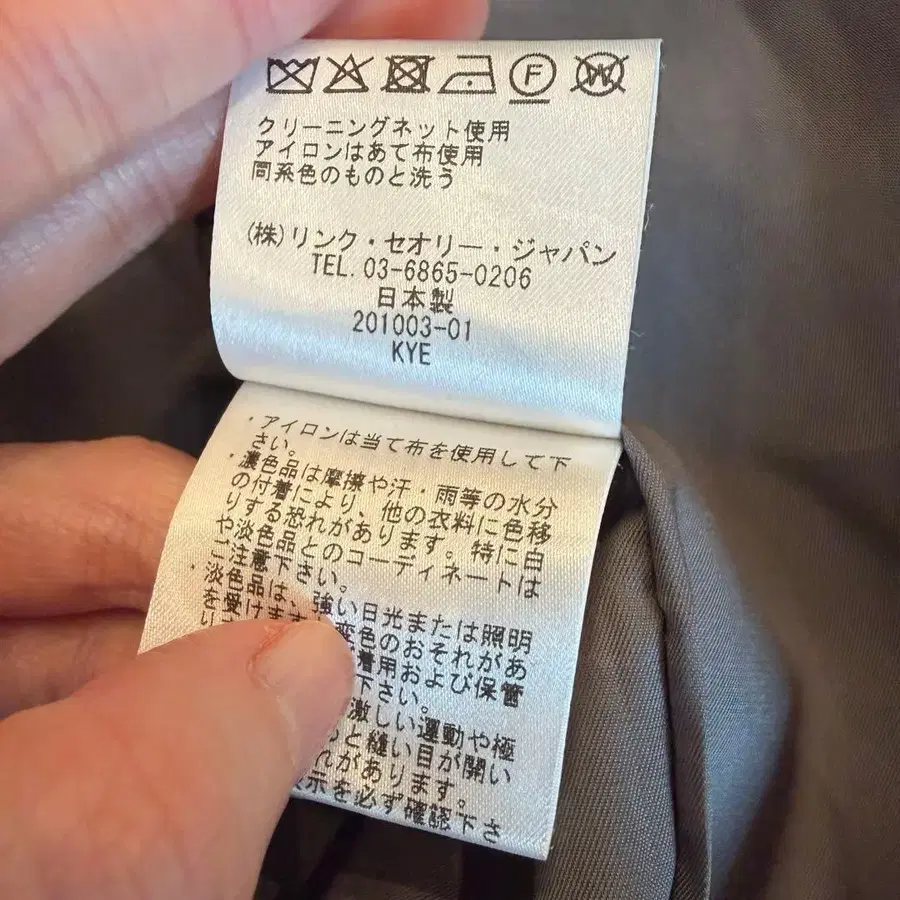 F W
クリーニングネット使用
アイロンはあて布使用
同系色のものと洗う
(株)リンク・セオリー・ジャパン
TEL. 03-6865-0206
日本製
201003-01
KYE
・アイロンは当て布を使用して下
さい。
・濃色品は摩擦や汗・雨等の水分
の付着により、他の衣料に色移
りする恐れがあります。特に白
や淡色品とのコーディネートは
ご注意下さい。
・淡色品は、強い日光または照明
を受けます 変色のおそれがあ
り 着用および保管
下さい。
激しい運動や極
と縫い目が開い
れがあります。
表示を必ず確認下さ